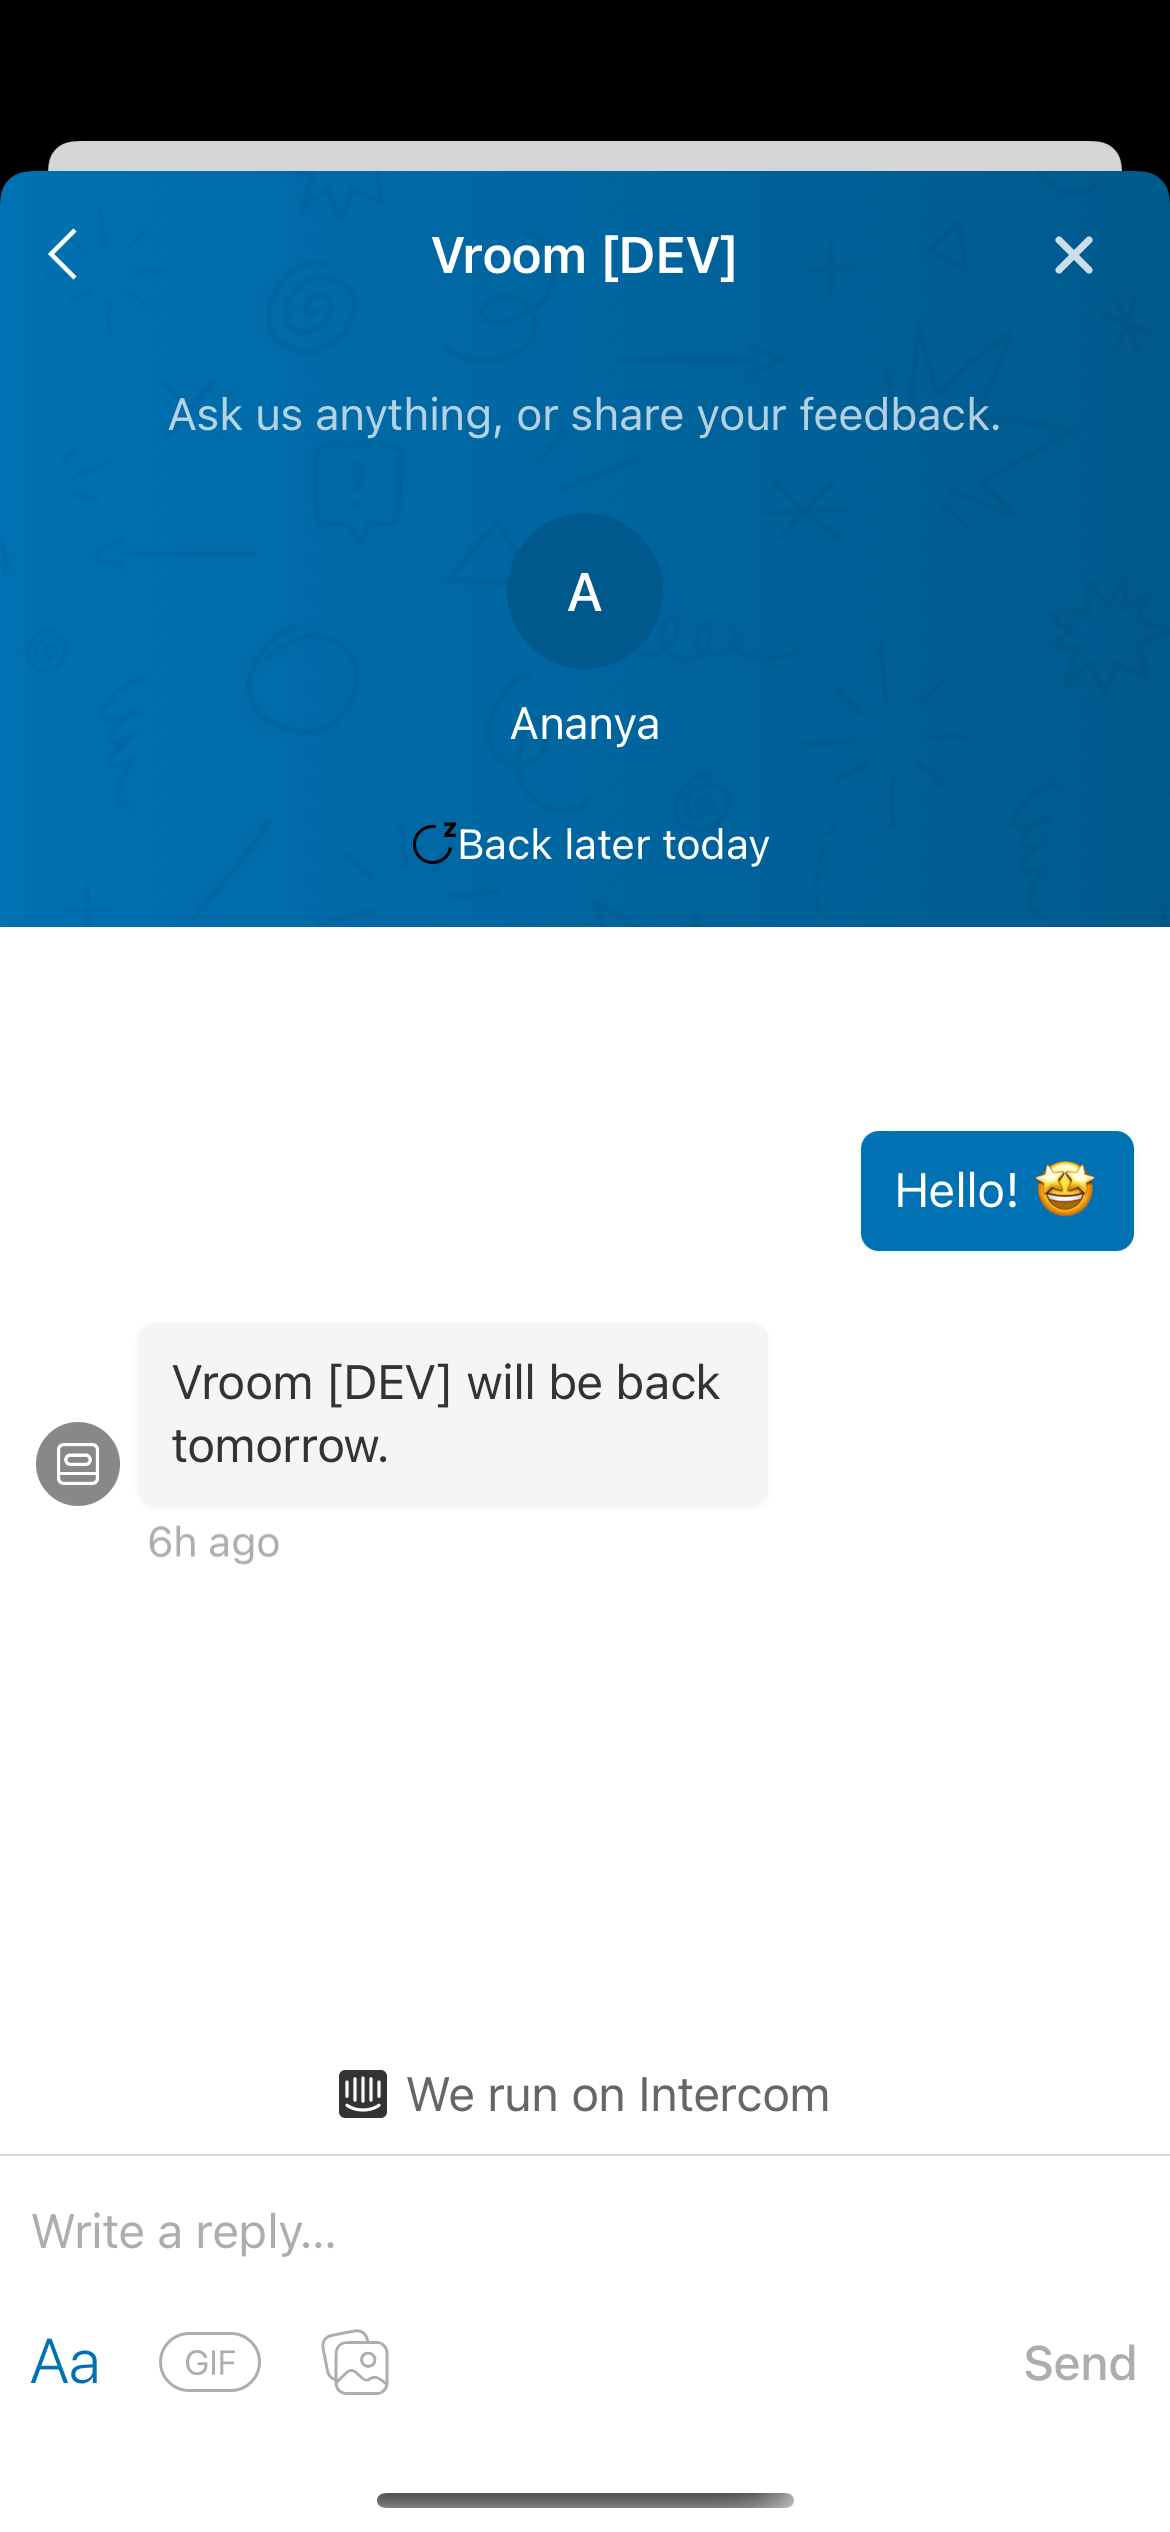 Vroom [DEV]
Ask us anything, or share your feedback.
A
Ananya
z Back later today
Hello! 🤩
Vroom [DEV] will be back
tomorrow.
6h ago
We run on Intercom
Write a reply...
Aa GIF Send